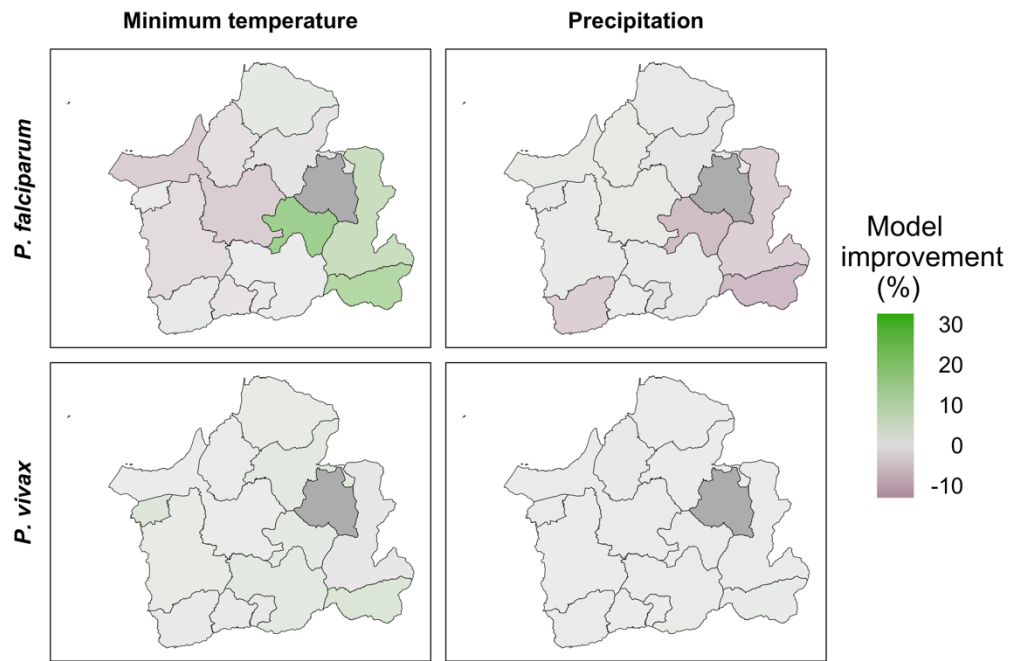 Minimum temperature
Precipitation
P. falciparum
P. vivax
Model
improvement
(%)
30
20
10
0
-10